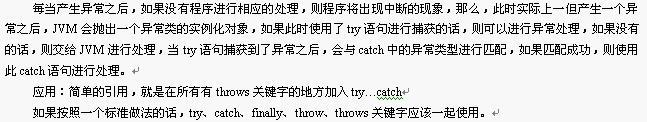 每当产生异常之后，如果没有程序进行相应的处理，则程序将出现中断的现象，那么，此时实际上一但产生一个异
常之后，JVM 会抛出一个异常类的实例化对象，如果此时使用了 try 语句进行捕获的话，则可以进行异常处理，如果没有
的话，则交给 JVM 进行处理，当 try 语句捕获到了异常之后，会与 catch 中的异常类型进行匹配，如果匹配成功，则使用
此 catch 语句进行处理。
应用：简单的引用，就是在所有有 throws 关键字的地方加入 try…catch
如果按照一个标准做法的话，try、catch、finally、throw、throws 关键字应该一起使用。